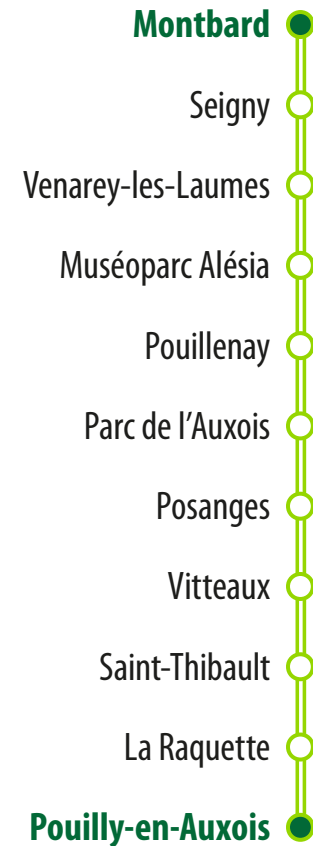 Montbard
Seigny
Venarey-les-Laumes
Muséoparc Alésia
Pouillenay
Parc de l'Auxois
Posanges
Vitteaux
Saint-Thibault
La Raquette
Pouilly-en-Auxois